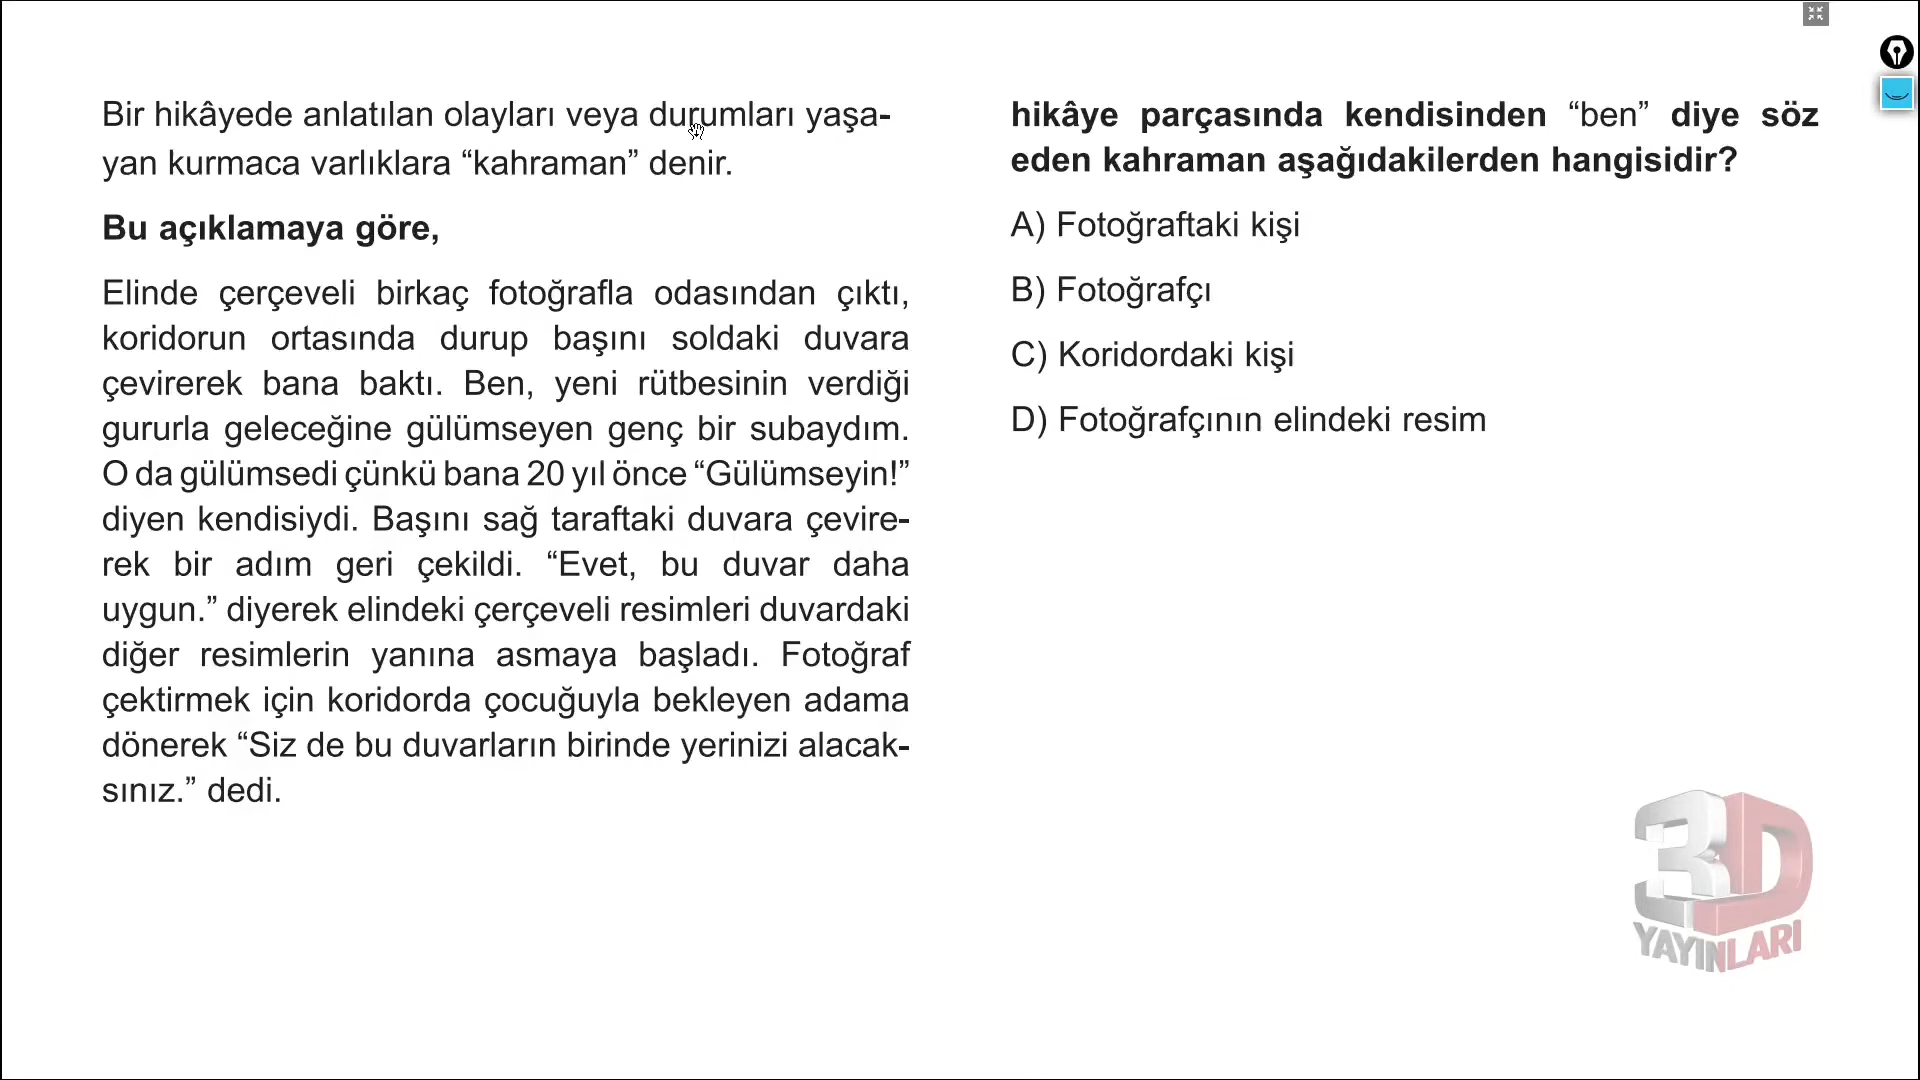 Bir hikâyede anlatılan olayları veya durumları yaşa-
yan kurmaca varlıklara “kahraman” denir.
Bu açıklamaya göre,
Elinde çerçeveli birkaç fotoğrafla odasından çıktı,
koridorun ortasında durup başını soldaki duvara
çevirerek bana baktı. Ben, yeni rütbesinin verdiği
gururla geleceğine gülümseyen genç bir subaydım.
O da gülümsedi çünkü bana 20 yıl önce “Gülümseyin!”
diyen kendisiydi. Başını sağ taraftaki duvara çevire-
rek bir adım geri çekildi. “Evet, bu duvar daha
uygun.” diyerek elindeki çerçeveli resimleri duvardaki
diğer resimlerin yanına asmaya başladı. Fotoğraf
çektirmek için koridorda çocuğuyla bekleyen adama
dönerek “Siz de bu duvarların birinde yerinizi alacak-
sınız.” dedi.
hikâye parçasında kendisinden “ben” diye söz
eden kahraman aşağıdakilerden hangisidir?
A) Fotoğraftaki kişi
B) Fotoğrafçı
C) Koridordaki kişi
D) Fotoğrafçının elindeki resim
3D
YAYINLARI